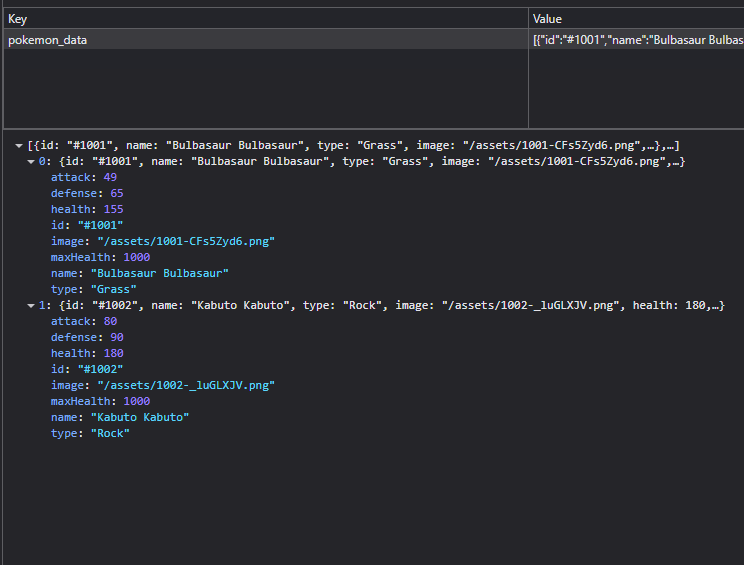 Key Value
pokemon_data [{"id":"#1001","name":"Bulbasaur Bulbas
[{id: "#1001", name: "Bulbasaur Bulbasaur", type: "Grass", image: "/assets/1001-CFs5Zyd6.png",…},…]
0: {id: "#1001", name: "Bulbasaur Bulbasaur", type: "Grass", image: "/assets/1001-CFs5Zyd6.png",…}
attack: 49
defense: 65
health: 155
id: "#1001"
image: "/assets/1001-CFs5Zyd6.png"
maxHealth: 1000
name: "Bulbasaur Bulbasaur"
type: "Grass"
1: {id: "#1002", name: "Kabuto Kabuto", type: "Rock", image: "/assets/1002-_luGLXJV.png", health: 180,…}
attack: 80
defense: 90
health: 180
id: "#1002"
image: "/assets/1002-_luGLXJV.png"
maxHealth: 1000
name: "Kabuto Kabuto"
type: "Rock"